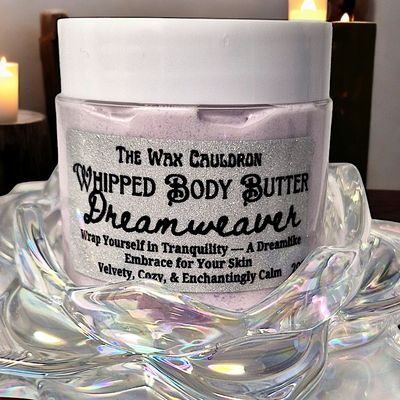 The Wax Cauldron
Whipped Body Butter
Dreamweaver
Wrap Yourself in Tranquility — A Dreamlike
Embrace for Your Skin
Velvety, Cozy, & Enchantingly Calm